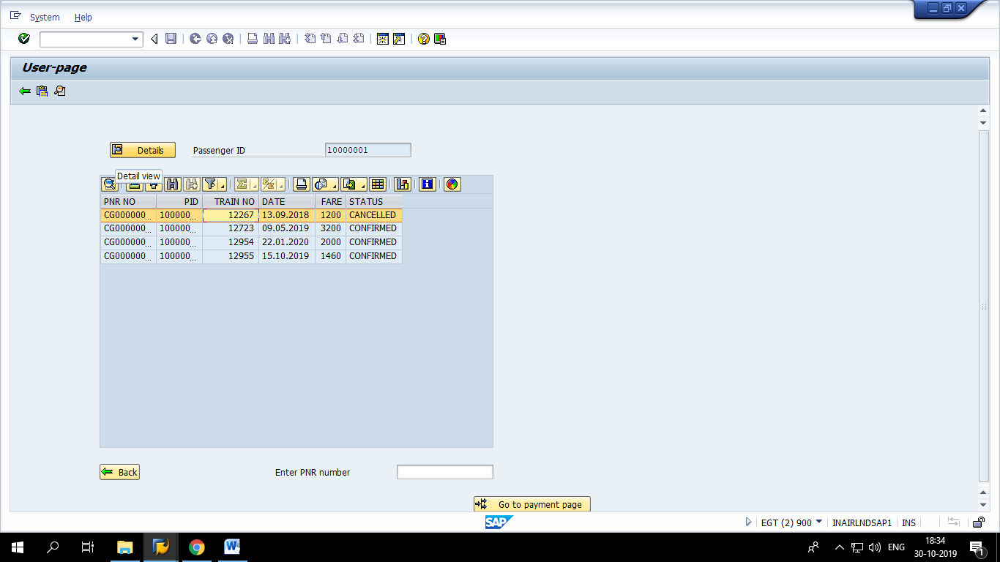 System Help
User-page
Details Passenger ID 10000001
Detail view
PNR NO PID TRAIN NO DATE FARE STATUS
CG000000... 100000... 12267 13.09.2018 1200 CANCELLED
CG000000... 100000... 12723 09.05.2019 3200 CONFIRMED
CG000000... 100000... 12954 22.01.2020 2000 CONFIRMED
CG000000... 100000... 12955 15.10.2019 1460 CONFIRMED
Back Enter PNR number
Go to payment page
SAP EGT (2) 900 INAIRLNDSAP1 INS
ENG 18:34
30-10-2019 1